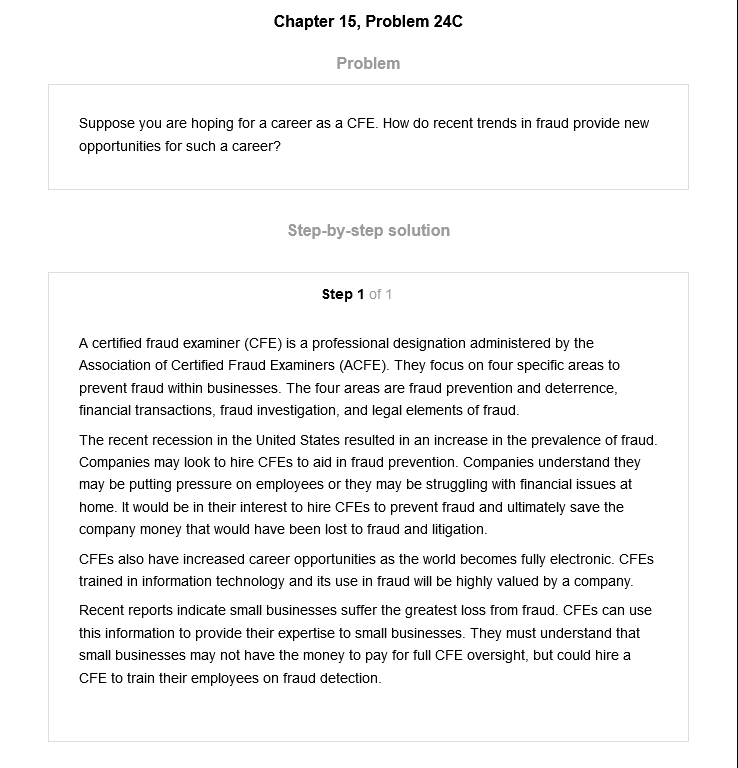 Chapter 15, Problem 24C
Problem
Suppose you are hoping for a career as a CFE. How do recent trends in fraud provide new
opportunities for such a career?
Step-by-step solution
Step 1 of 1
A certified fraud examiner (CFE) is a professional designation administered by the
Association of Certified Fraud Examiners (ACFE). They focus on four specific areas to
prevent fraud within businesses. The four areas are fraud prevention and deterrence,
financial transactions, fraud investigation, and legal elements of fraud.
The recent recession in the United States resulted in an increase in the prevalence of fraud.
Companies may look to hire CFEs to aid in fraud prevention. Companies understand they
may be putting pressure on employees or they may be struggling with financial issues at
home. It would be in their interest to hire CFEs to prevent fraud and ultimately save the
company money that would have been lost to fraud and litigation.
CFEs also have increased career opportunities as the world becomes fully electronic. CFEs
trained in information technology and its use in fraud will be highly valued by a company.
Recent reports indicate small businesses suffer the greatest loss from fraud. CFEs can use
this information to provide their expertise to small businesses. They must understand that
small businesses may not have the money to pay for full CFE oversight, but could hire a
CFE to train their employees on fraud detection.